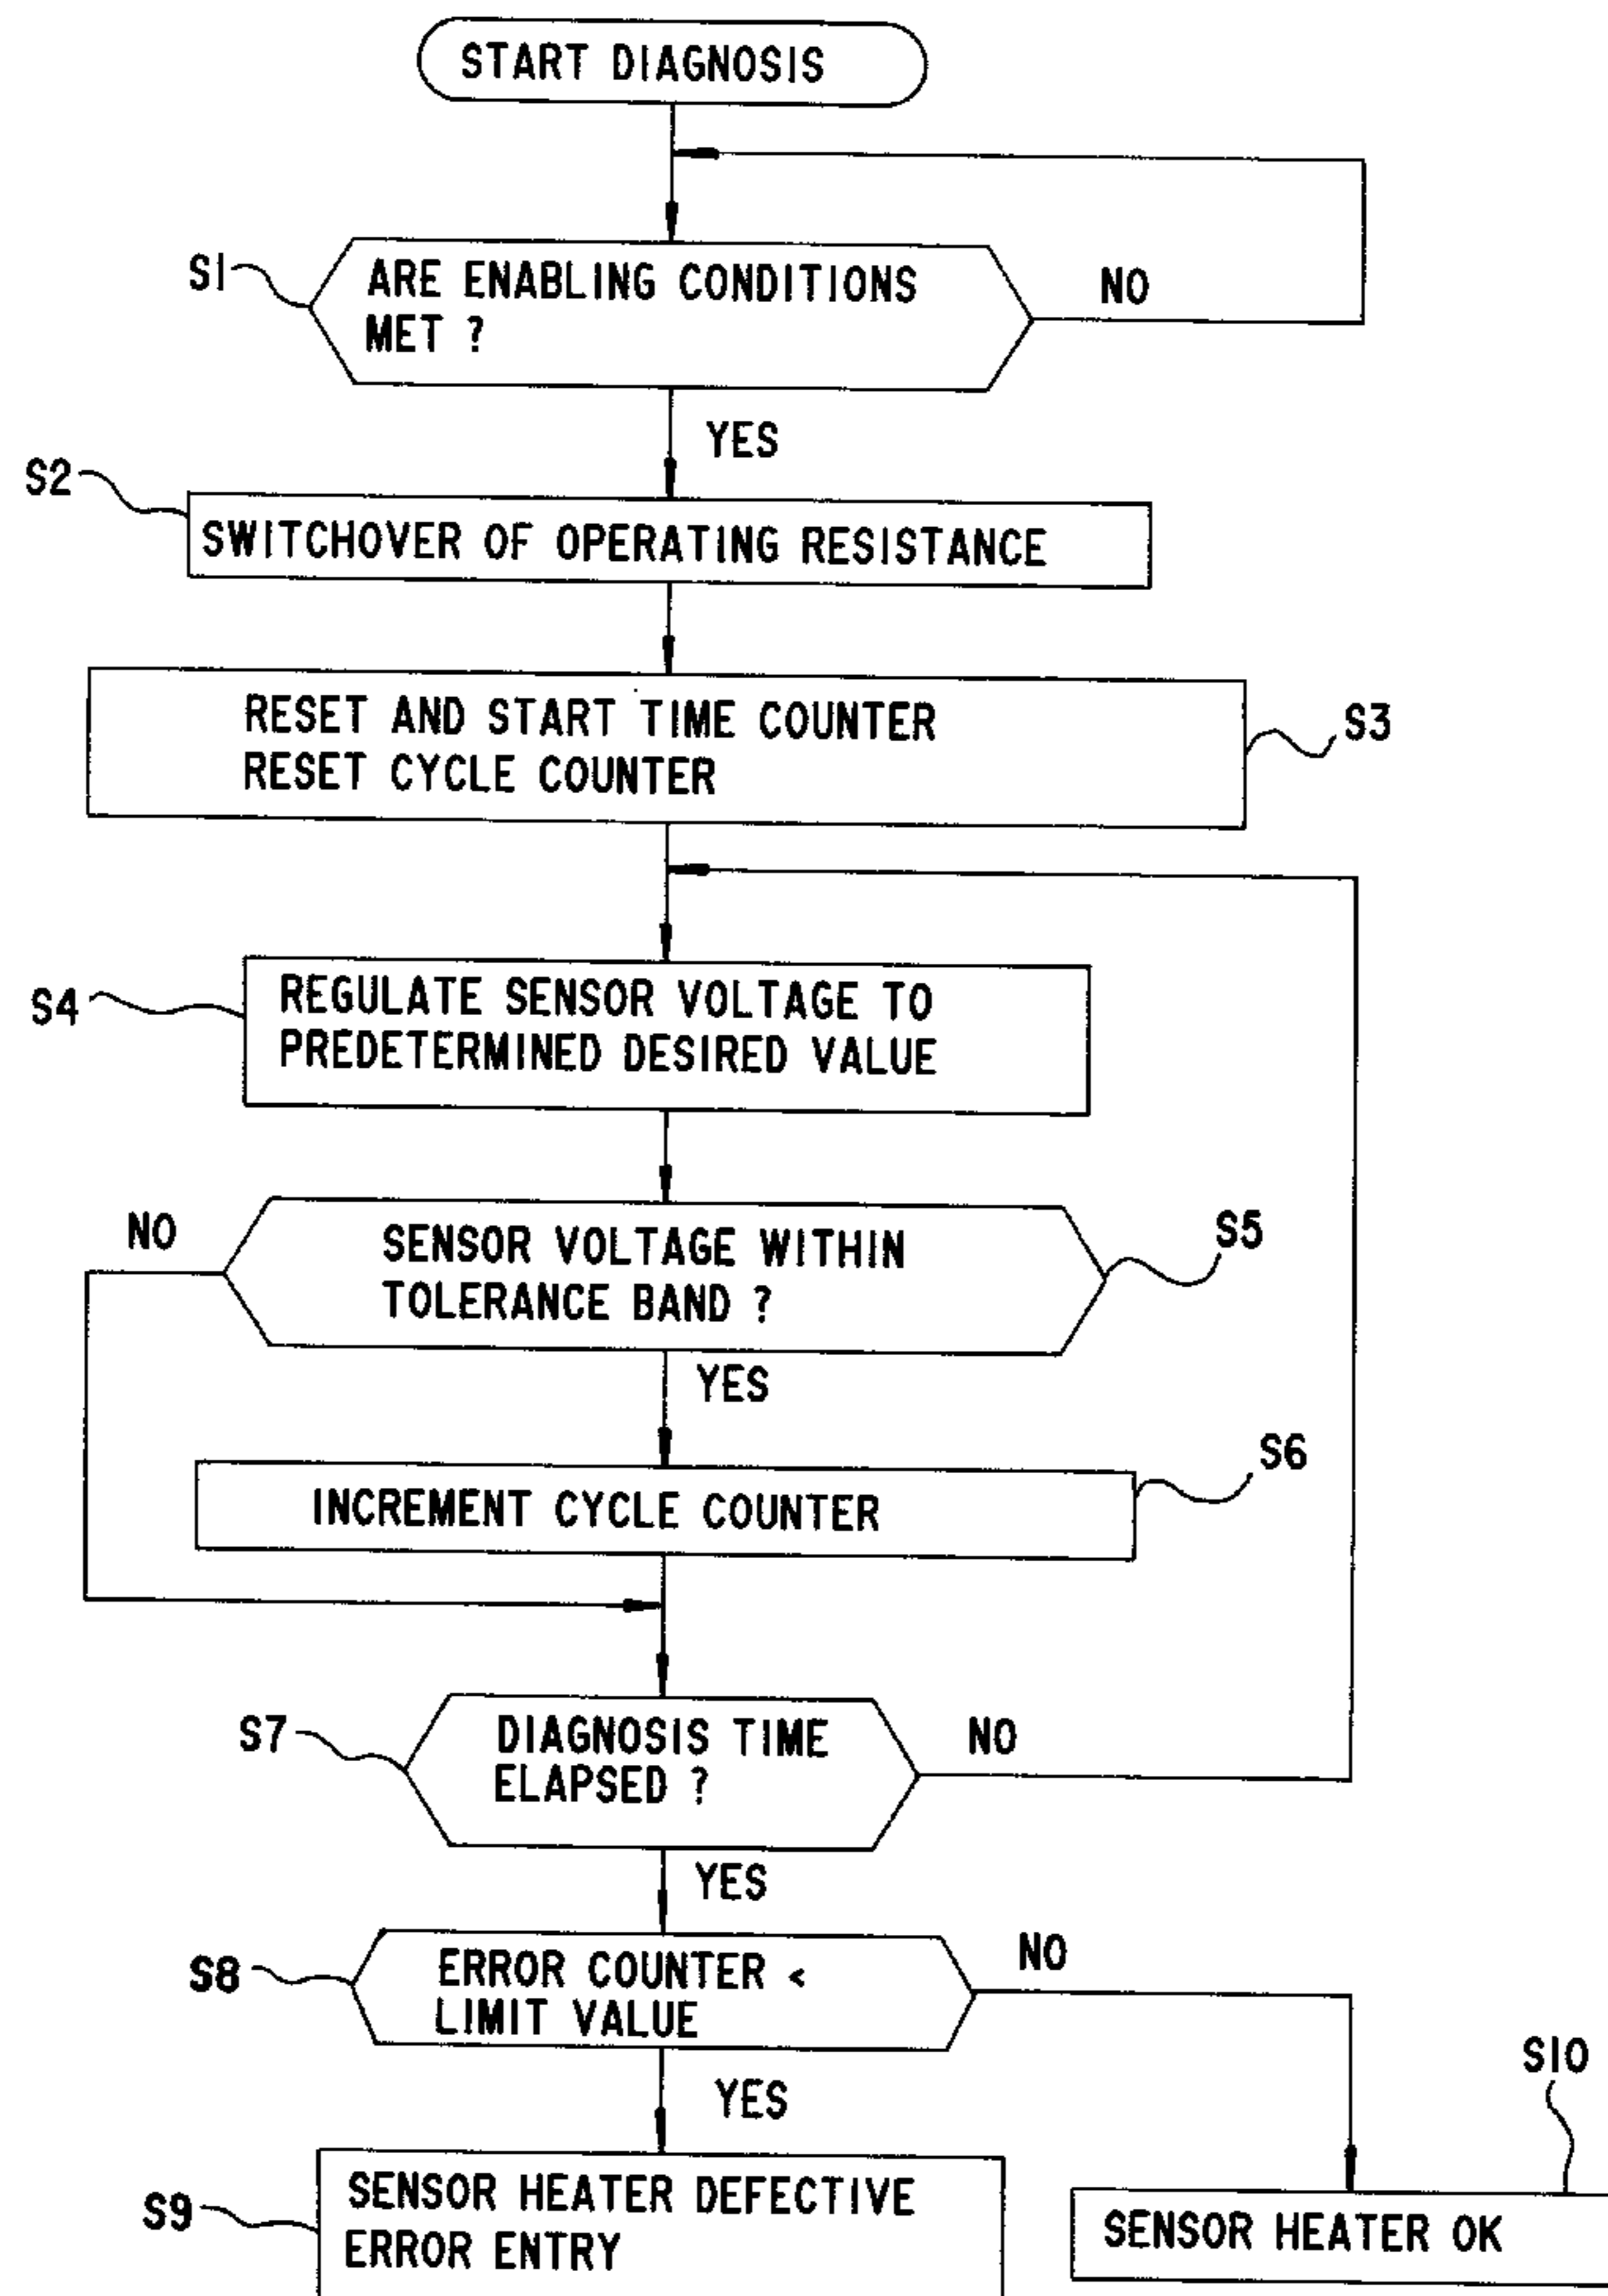 START DIAGNOSIS
S1
ARE ENABLING CONDITIONS
MET ?
NO
YES
S2
SWITCHOVER OF OPERATING RESISTANCE
RESET AND START TIME COUNTER
RESET CYCLE COUNTER
S3
S4
REGULATE SENSOR VOLTAGE TO
PREDETERMINED DESIRED VALUE
NO
SENSOR VOLTAGE WITHIN
TOLERANCE BAND ?
S5
YES
INCREMENT CYCLE COUNTER
S6
S7
DIAGNOSIS TIME
ELAPSED ?
NO
YES
S8
ERROR COUNTER <
LIMIT VALUE
NO
YES
S9
SENSOR HEATER DEFECTIVE
ERROR ENTRY
S10
SENSOR HEATER OK